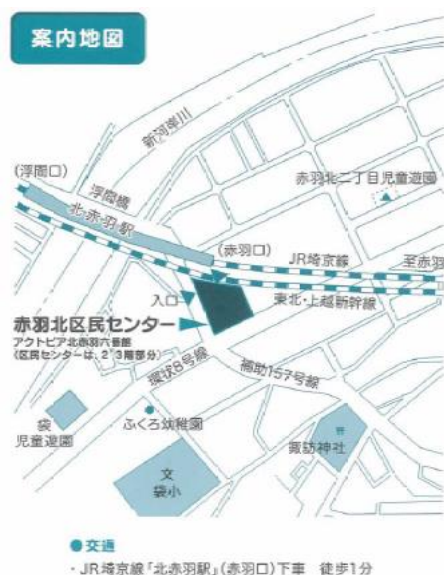 案内地図
新河岸川
(浮間口)
浮間橋
北・赤羽・駅
赤羽北二丁目児童遊園
(赤羽口)
JR埼京線
至赤羽
東北・上越新幹線
入口
赤羽北区民センター
アクトピア北赤羽六番館
(区民センターは、2・3階部分)
環状8号線
補助157号線
袋
児童遊園
ふくろ幼稚園
文
袋小
諏訪神社
●交通
・JR埼京線「北赤羽駅」(赤羽口)下車 徒歩1分